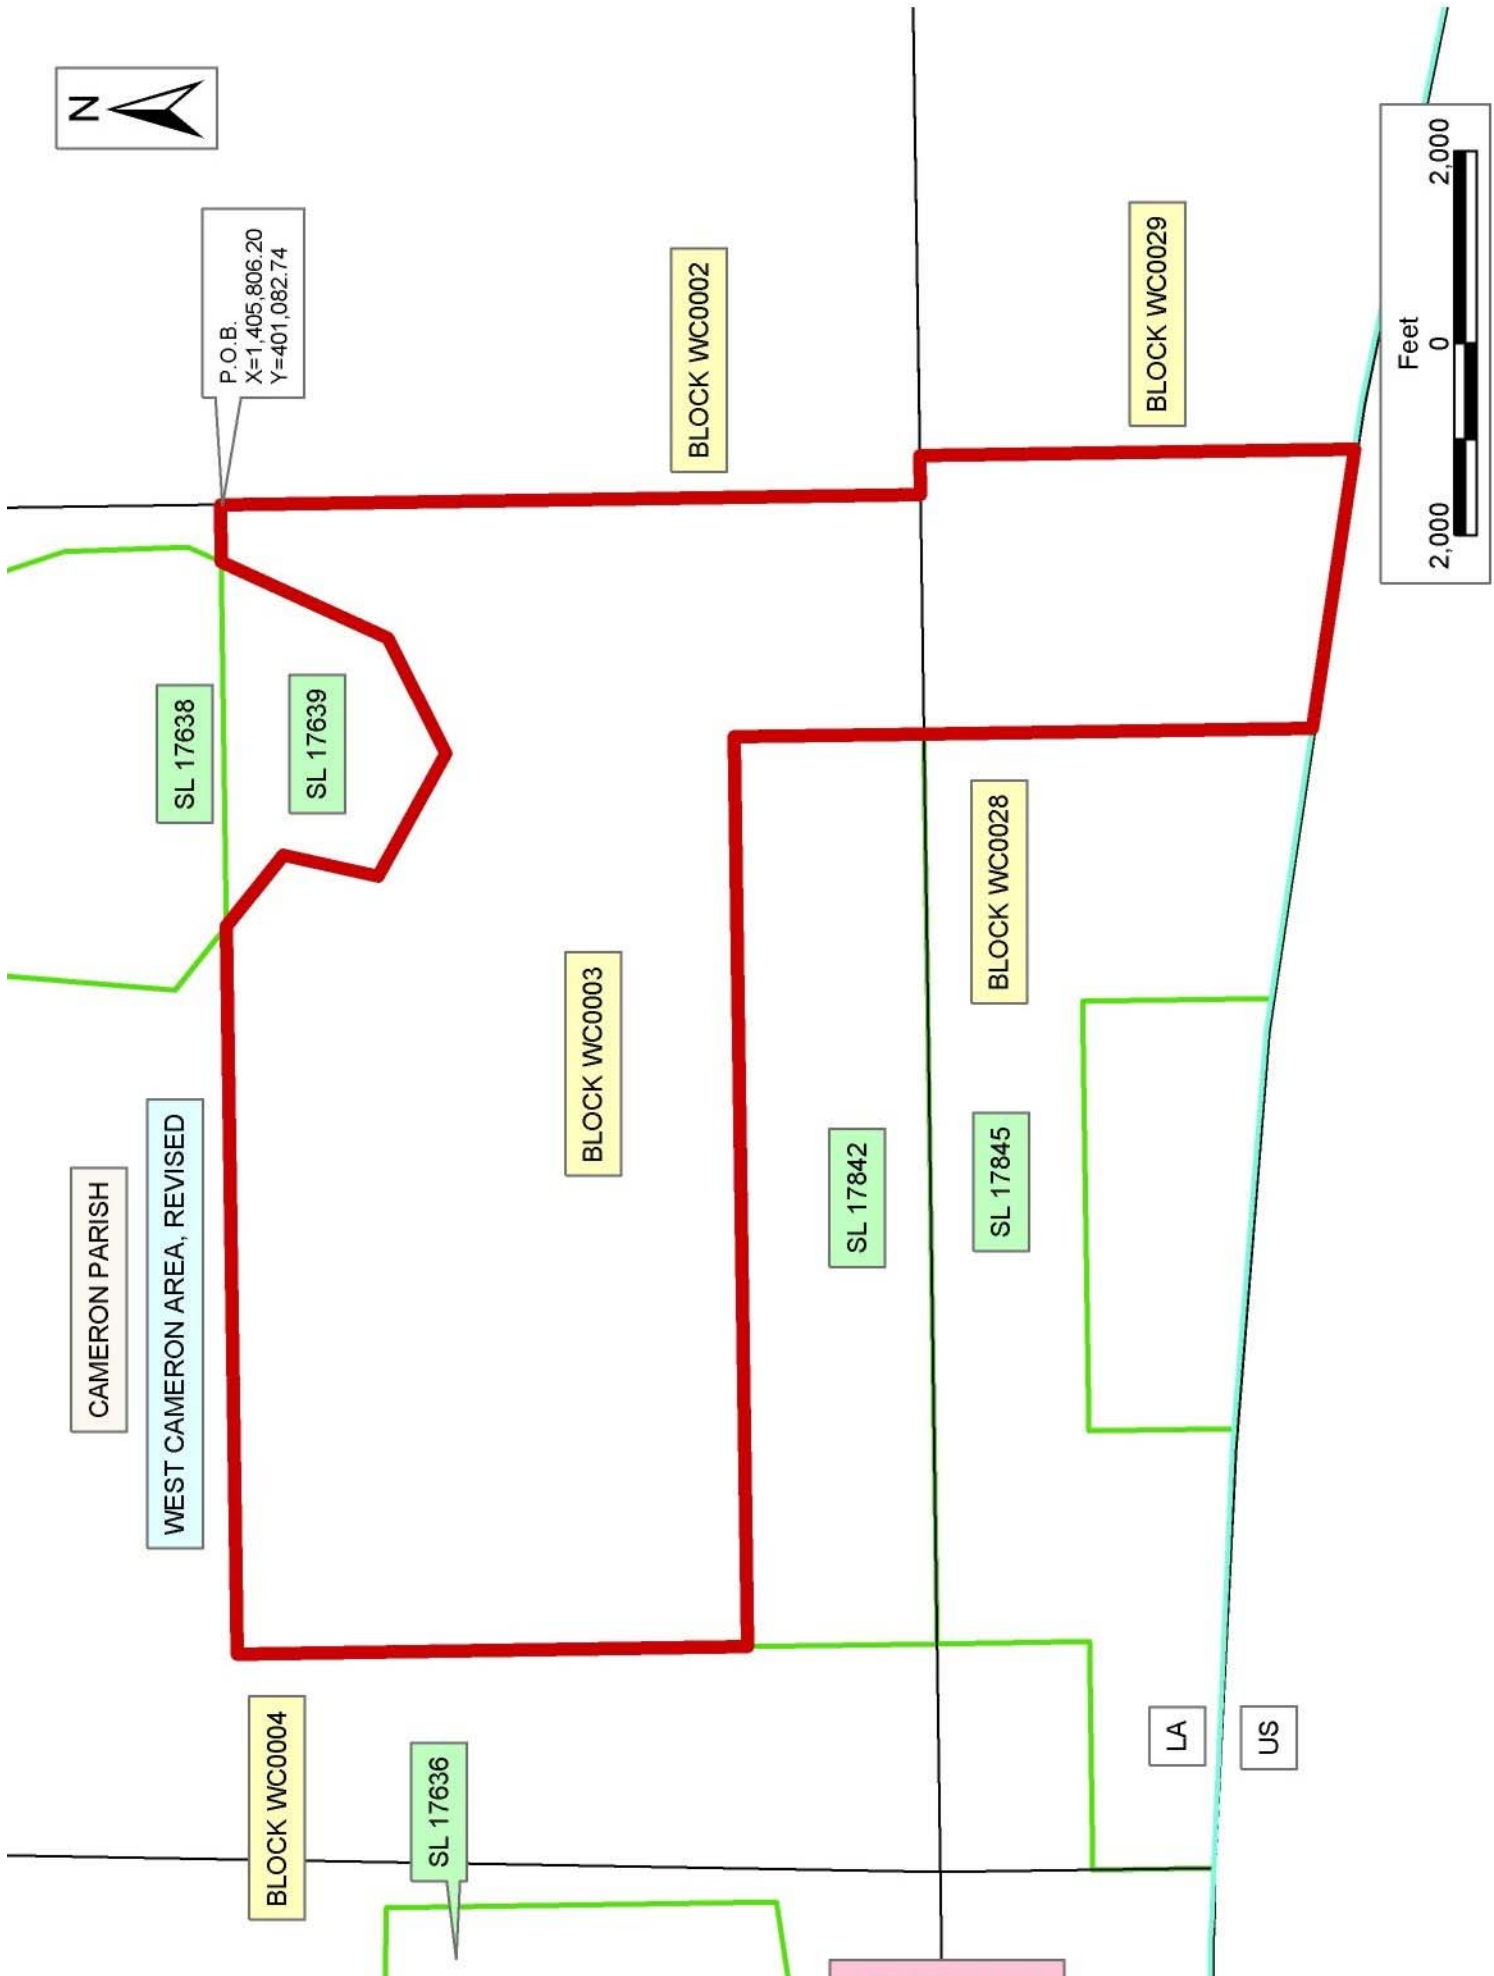 N
CAMERON PARISH
WEST CAMERON AREA, REVISED
P.O.B.
X=1,405,806.20
Y=401,082.74
SL 17638
SL 17639
BLOCK WC0004
SL 17636
BLOCK WC0003
BLOCK WC0002
SL 17842
SL 17845
BLOCK WC0028
BLOCK WC0029
LA
US
Feet
2,000 0 2,000